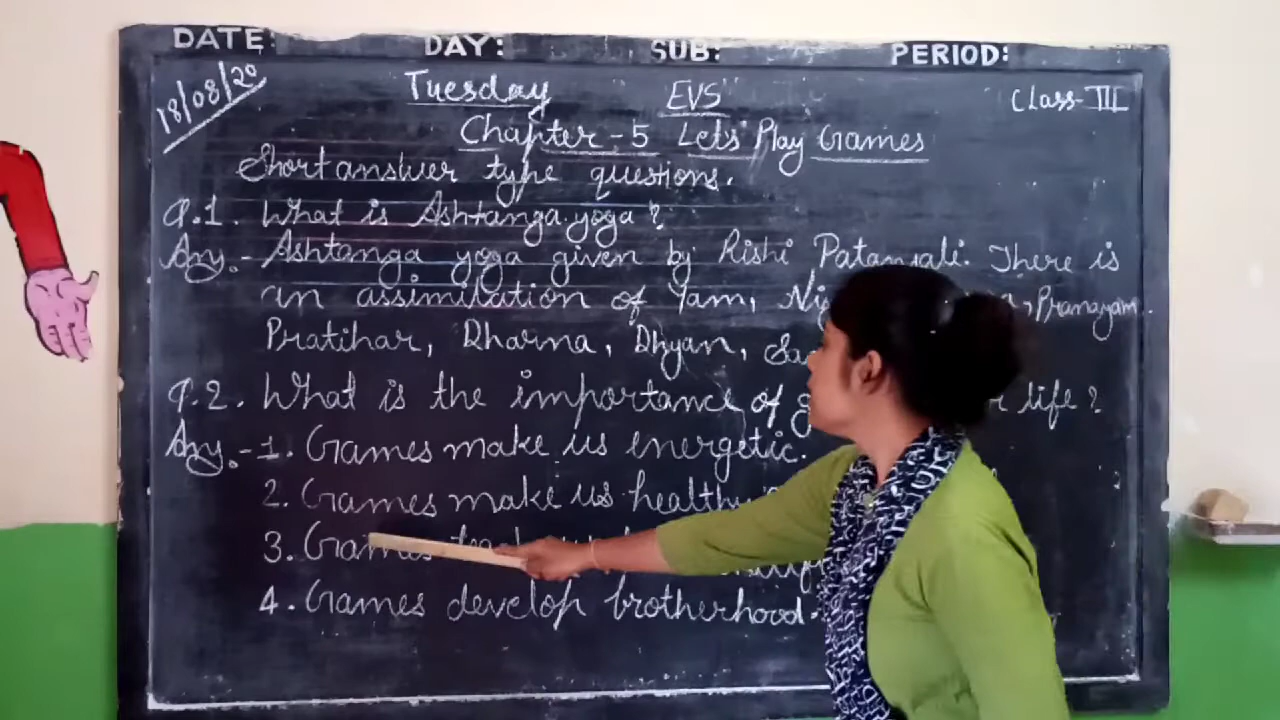 DATE: DAY: SUB: PERIOD:
18/08/20 Tuesday EVS Class-III
Chapter-5 Lets' Play Games
Short answer type questions.
Q.1. What is Ashtanga yoga?
Ans.- Ashtanga yoga given by Rishi Patanjali. There is
an assimilation of Yam, Pranayam.
Pratihar, Dharna, Dhyan,
Q.2. What is the importance of life?
Ans.-1. Games make us energetic.
2. Games make us healthy
3. Games
4. Games develop brotherhood.